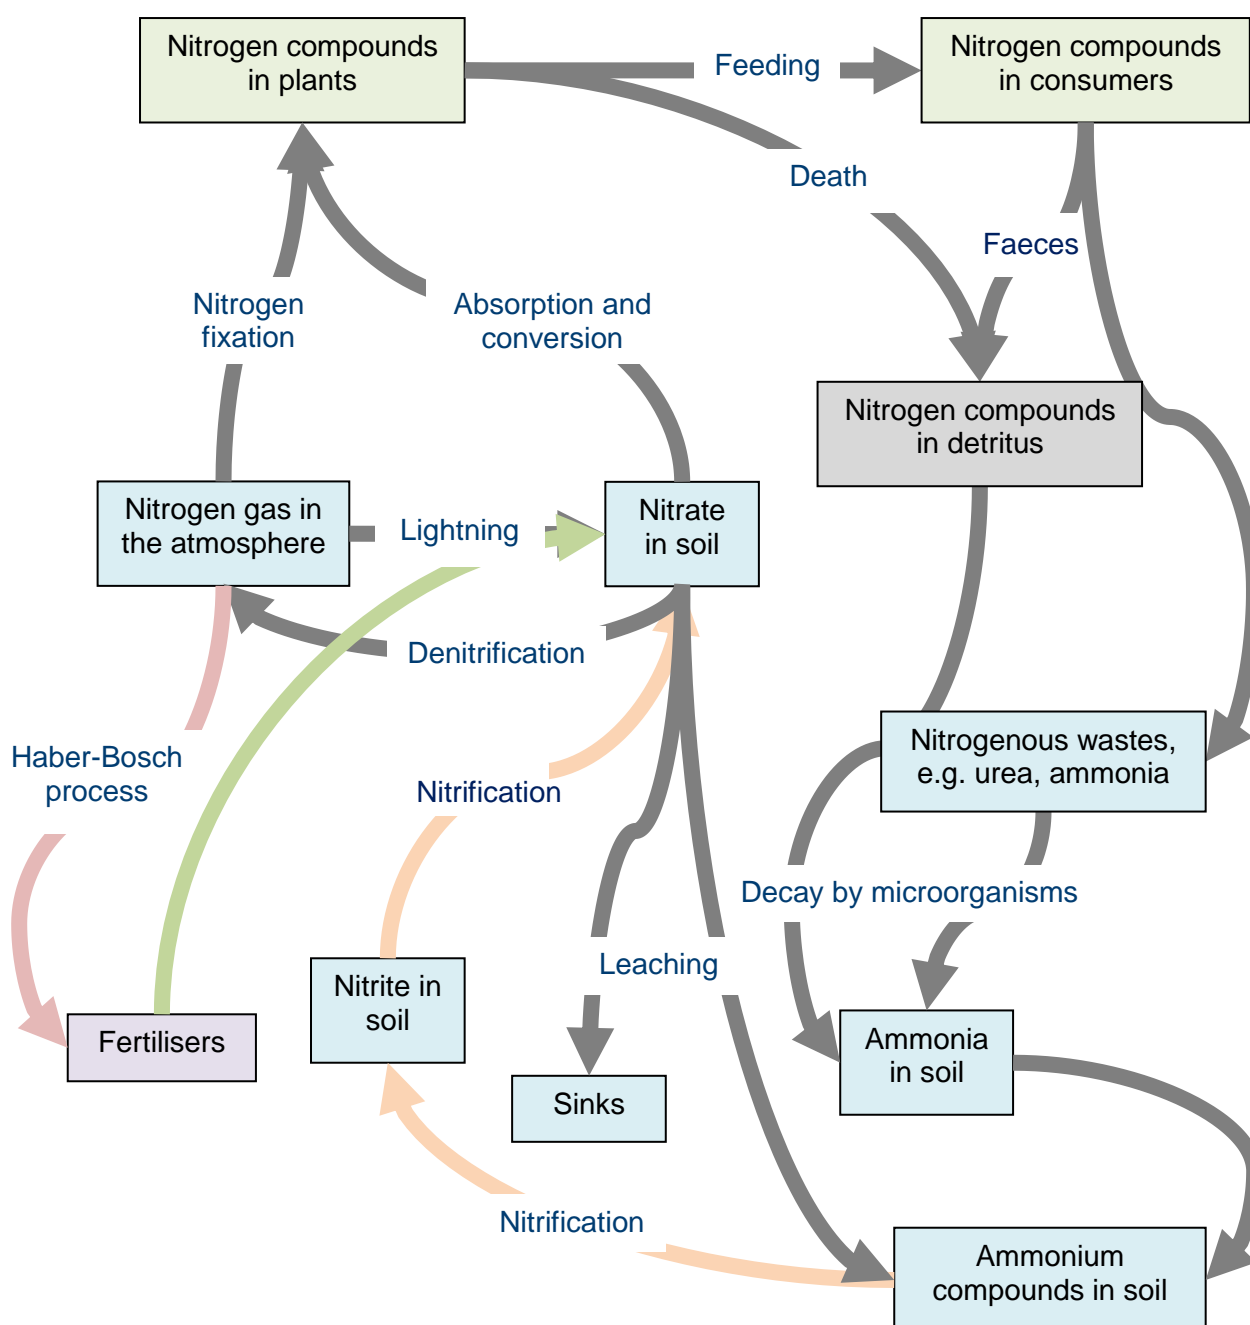 Nitrogen compounds
in plants
Feeding
Nitrogen compounds
in consumers
Death
Faeces
Nitrogen
fixation
Absorption and
conversion
Nitrogen compounds
in detritus
Nitrogen gas in
the atmosphere
Lightning
Nitrate
in soil
Denitrification
Haber-Bosch
process
Nitrification
Nitrogenous wastes,
e.g. urea, ammonia
Decay by microorganisms
Leaching
Nitrite in
soil
Fertilisers
Ammonia
in soil
Sinks
Nitrification
Ammonium
compounds in soil